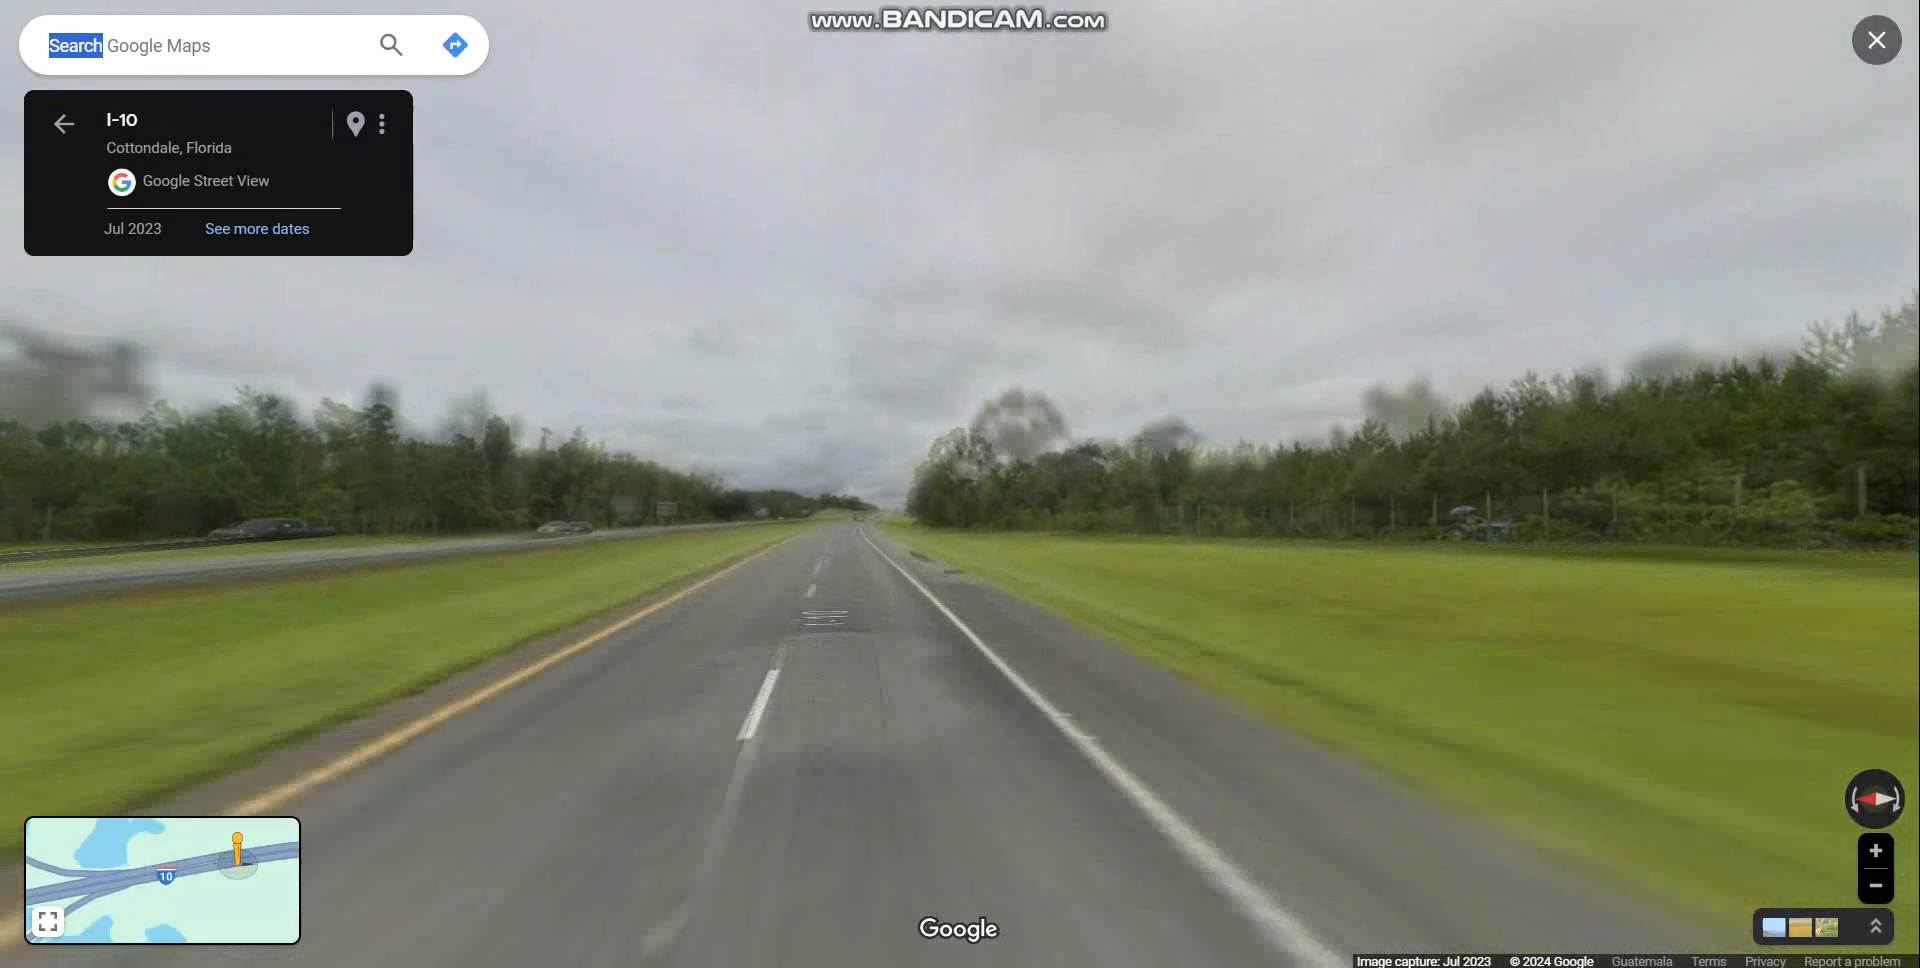 www.BANDICAM.com
Search Google Maps
I-10
Cottondale, Florida
Google Street View
Jul 2023 See more dates
10
Google
Image capture: Jul 2023 © 2024 Google Guatemala Terms Privacy Report a problem